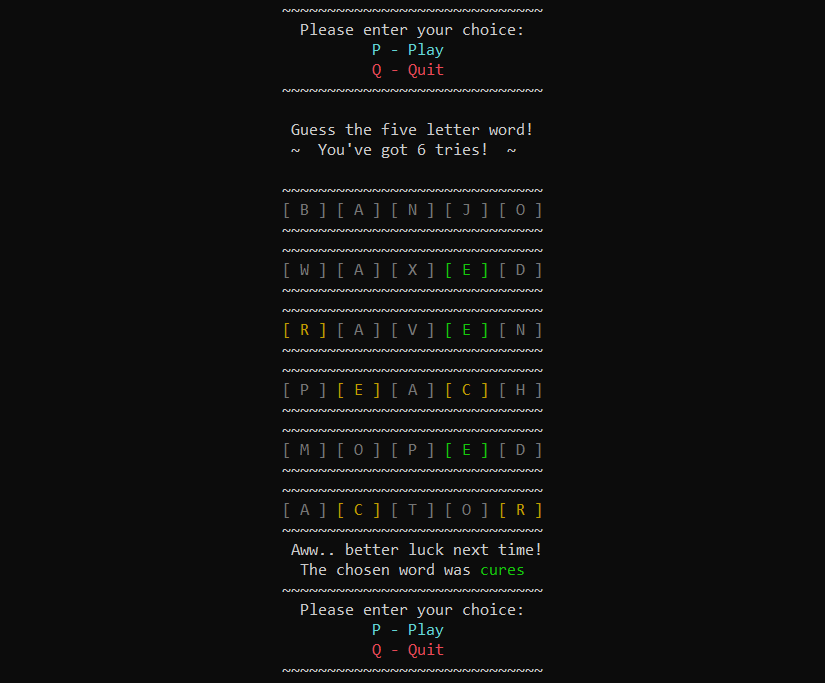 ~~~~~~~~~~~~~~~~~~~~~~~~~~~~~
Please enter your choice:
P - Play
Q - Quit
~~~~~~~~~~~~~~~~~~~~~~~~~~~~~
Guess the five letter word!
~  You've got 6 tries!  ~
~~~~~~~~~~~~~~~~~~~~~~~~~~~~~
[ B ] [ A ] [ N ] [ J ] [ O ]
~~~~~~~~~~~~~~~~~~~~~~~~~~~~~
~~~~~~~~~~~~~~~~~~~~~~~~~~~~~
[ W ] [ A ] [ X ] [ E ] [ D ]
~~~~~~~~~~~~~~~~~~~~~~~~~~~~~
~~~~~~~~~~~~~~~~~~~~~~~~~~~~~
[ R ] [ A ] [ V ] [ E ] [ N ]
~~~~~~~~~~~~~~~~~~~~~~~~~~~~~
~~~~~~~~~~~~~~~~~~~~~~~~~~~~~
[ P ] [ E ] [ A ] [ C ] [ H ]
~~~~~~~~~~~~~~~~~~~~~~~~~~~~~
~~~~~~~~~~~~~~~~~~~~~~~~~~~~~
[ M ] [ O ] [ P ] [ E ] [ D ]
~~~~~~~~~~~~~~~~~~~~~~~~~~~~~
~~~~~~~~~~~~~~~~~~~~~~~~~~~~~
[ A ] [ C ] [ T ] [ O ] [ R ]
~~~~~~~~~~~~~~~~~~~~~~~~~~~~~
Aww.. better luck next time!
The chosen word was cures
~~~~~~~~~~~~~~~~~~~~~~~~~~~~~
Please enter your choice:
P - Play
Q - Quit
~~~~~~~~~~~~~~~~~~~~~~~~~~~~~